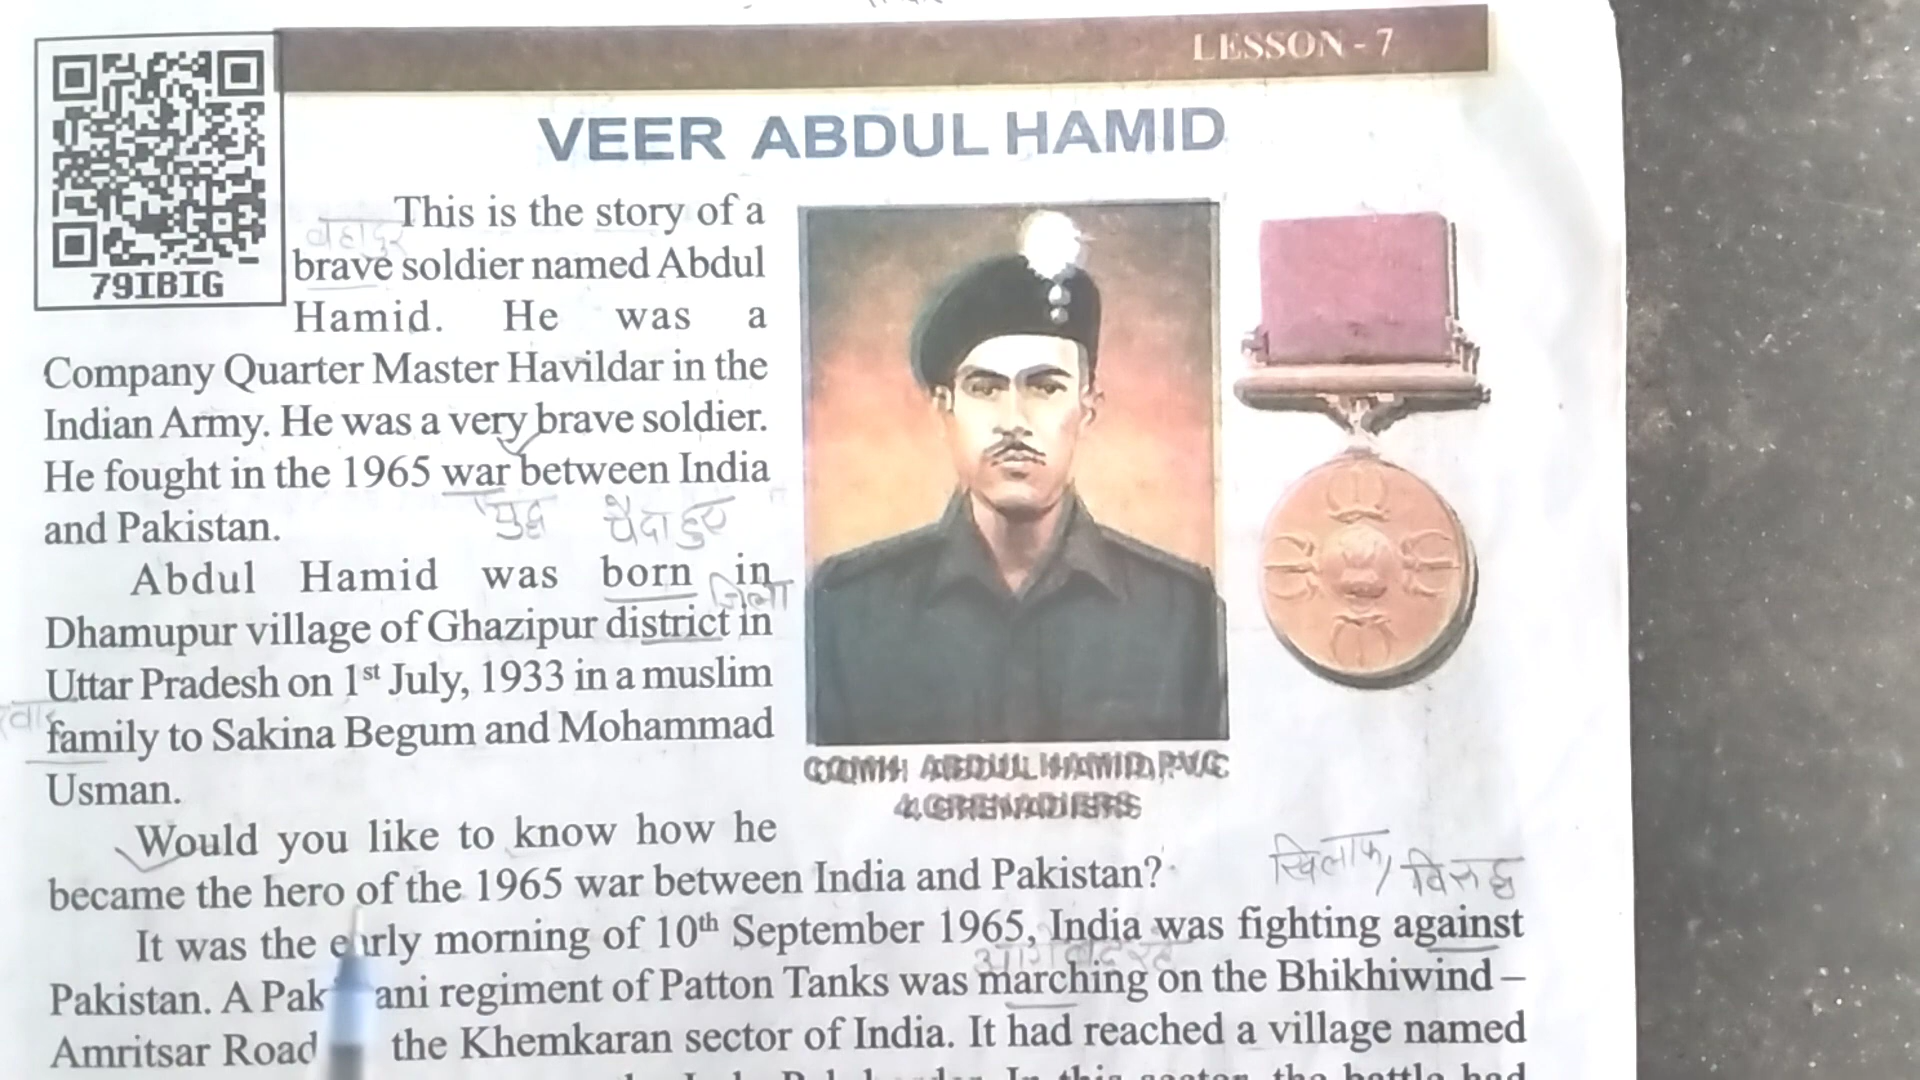 LESSON - 7
79IBIG
VEER ABDUL HAMID
This is the story of a
बहादुर
brave soldier named Abdul
Hamid. He was a
Company Quarter Master Havildar in the
Indian Army. He was a very brave soldier.
He fought in the 1965 war between India
युद्ध पैदा हुए
and Pakistan.
Abdul Hamid was born in
जिला
Dhamupur village of Ghazipur district in
Uttar Pradesh on 1st July, 1933 in a muslim
family to Sakina Begum and Mohammad
Usman.
CQMH ABDUL HAMID, PVC
4 GRENADIERS
Would you like to know how he
became the hero of the 1965 war between India and Pakistan?
खिलाफ, विरुद्ध
It was the early morning of 10th September 1965, India was fighting against
Pakistan. A Pak ani regiment of Patton Tanks was marching on the Bhikhiwind –
Amritsar Road the Khemkaran sector of India. It had reached a village named